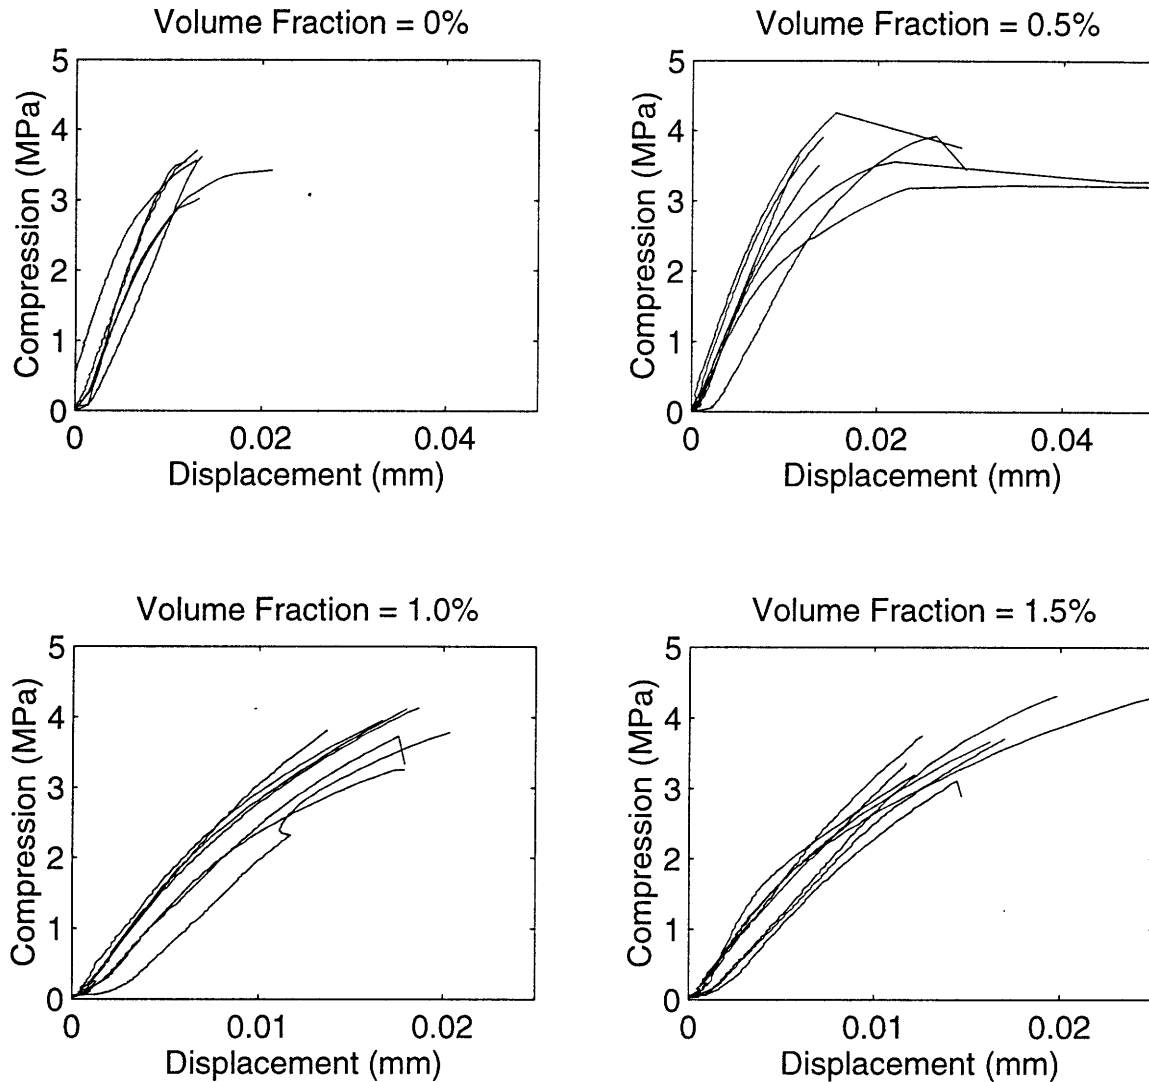 Volume Fraction = 0%
5
4
3
2
1
0
Compression (MPa)
0 0.02 0.04
Displacement (mm)
Volume Fraction = 0.5%
5
4
3
2
1
0
Compression (MPa)
0 0.02 0.04
Displacement (mm)
Volume Fraction = 1.0%
5
4
3
2
1
0
Compression (MPa)
0 0.01 0.02
Displacement (mm)
Volume Fraction = 1.5%
5
4
3
2
1
0
Compression (MPa)
0 0.01 0.02
Displacement (mm)